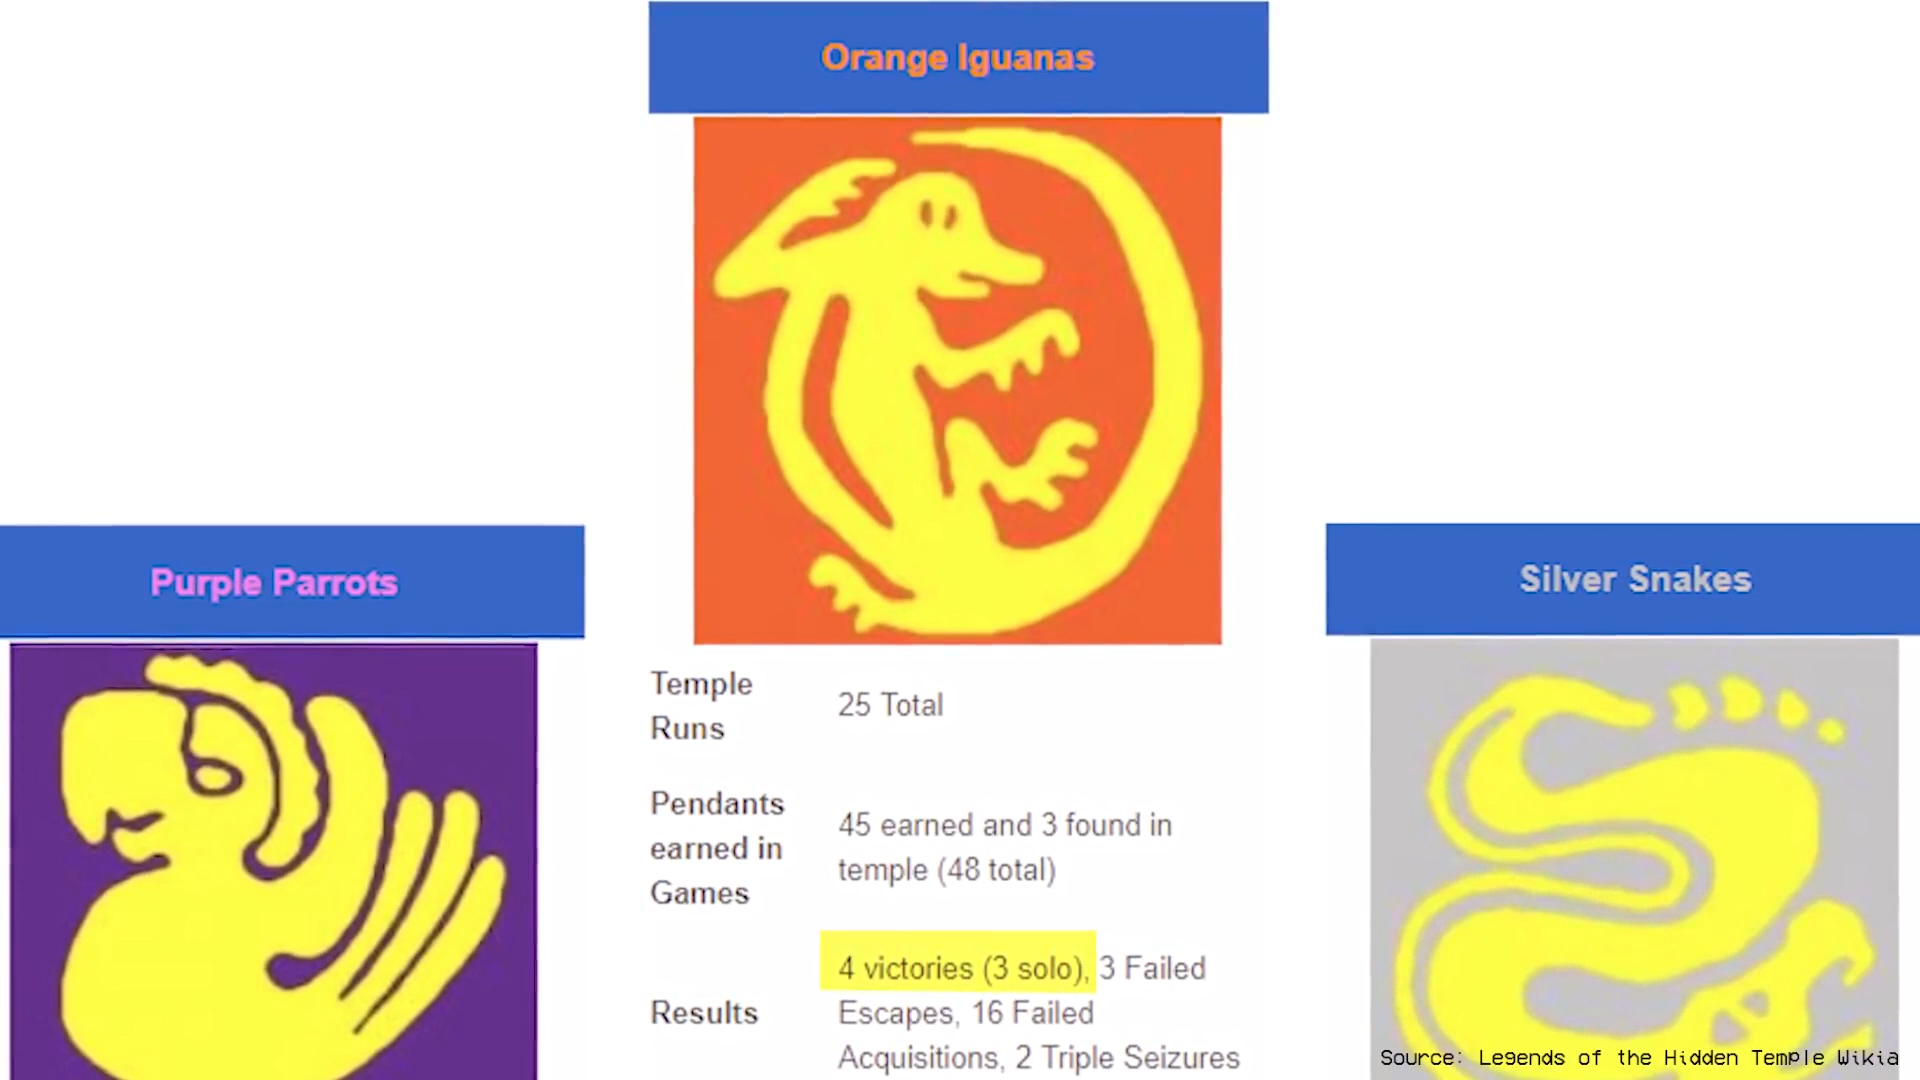 Orange Iguanas
Purple Parrots
Silver Snakes
Temple
Runs
25 Total
Pendants
earned in
Games
45 earned and 3 found in
temple (48 total)
Results
4 victories (3 solo), 3 Failed
Escapes, 16 Failed
Acquisitions, 2 Triple Seizures
Source: Legends of the Hidden Temple Wikia